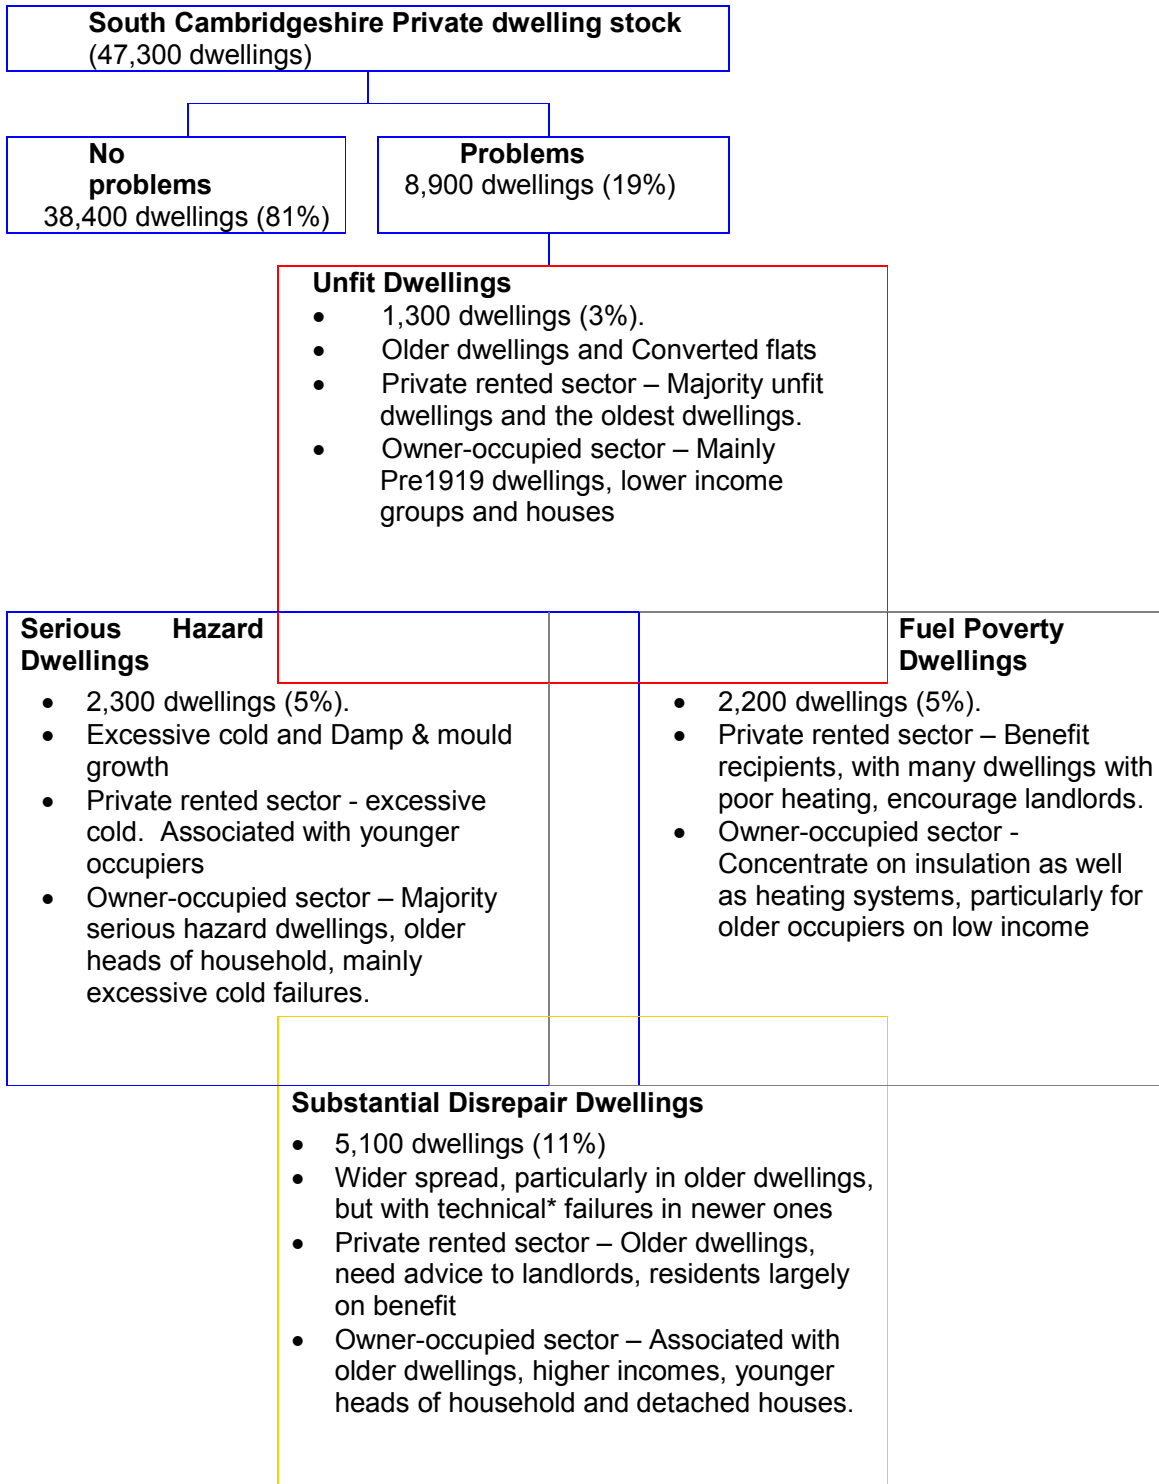 South Cambridgeshire Private dwelling stock
(47,300 dwellings)
No
problems
38,400 dwellings (81%)
Problems
8,900 dwellings (19%)
Unfit Dwellings
• 1,300 dwellings (3%).
• Older dwellings and Converted flats
• Private rented sector – Majority unfit
dwellings and the oldest dwellings.
• Owner-occupied sector – Mainly
Pre1919 dwellings, lower income
groups and houses
Serious Hazard
Dwellings
• 2,300 dwellings (5%).
• Excessive cold and Damp & mould
growth
• Private rented sector - excessive
cold. Associated with younger
occupiers
• Owner-occupied sector – Majority
serious hazard dwellings, older
heads of household, mainly
excessive cold failures.
Fuel Poverty
Dwellings
• 2,200 dwellings (5%).
• Private rented sector – Benefit
recipients, with many dwellings with
poor heating, encourage landlords.
• Owner-occupied sector -
Concentrate on insulation as well
as heating systems, particularly for
older occupiers on low income
Substantial Disrepair Dwellings
• 5,100 dwellings (11%)
• Wider spread, particularly in older dwellings,
but with technical* failures in newer ones
• Private rented sector – Older dwellings,
need advice to landlords, residents largely
on benefit
• Owner-occupied sector – Associated with
older dwellings, higher incomes, younger
heads of household and detached houses.